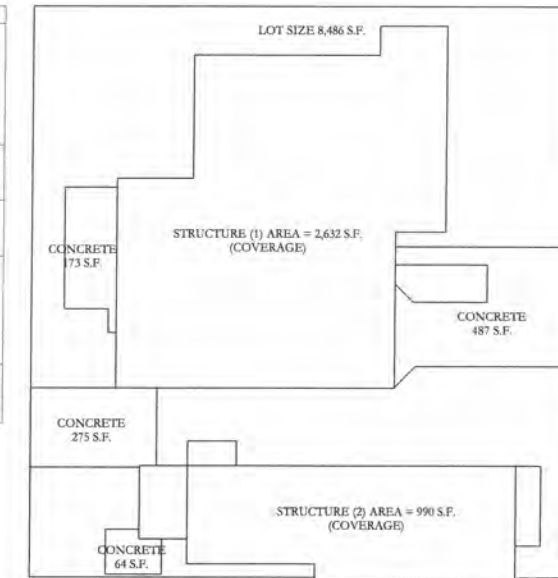 LOT SIZE 8,486 S.F.
STRUCTURE (1) AREA = 2,632 S.F.
(COVERAGE)
CONCRETE
173 S.F.
CONCRETE
487 S.F.
CONCRETE
275 S.F.
STRUCTURE (2) AREA = 990 S.F.
(COVERAGE)
CONCRETE
64 S.F.